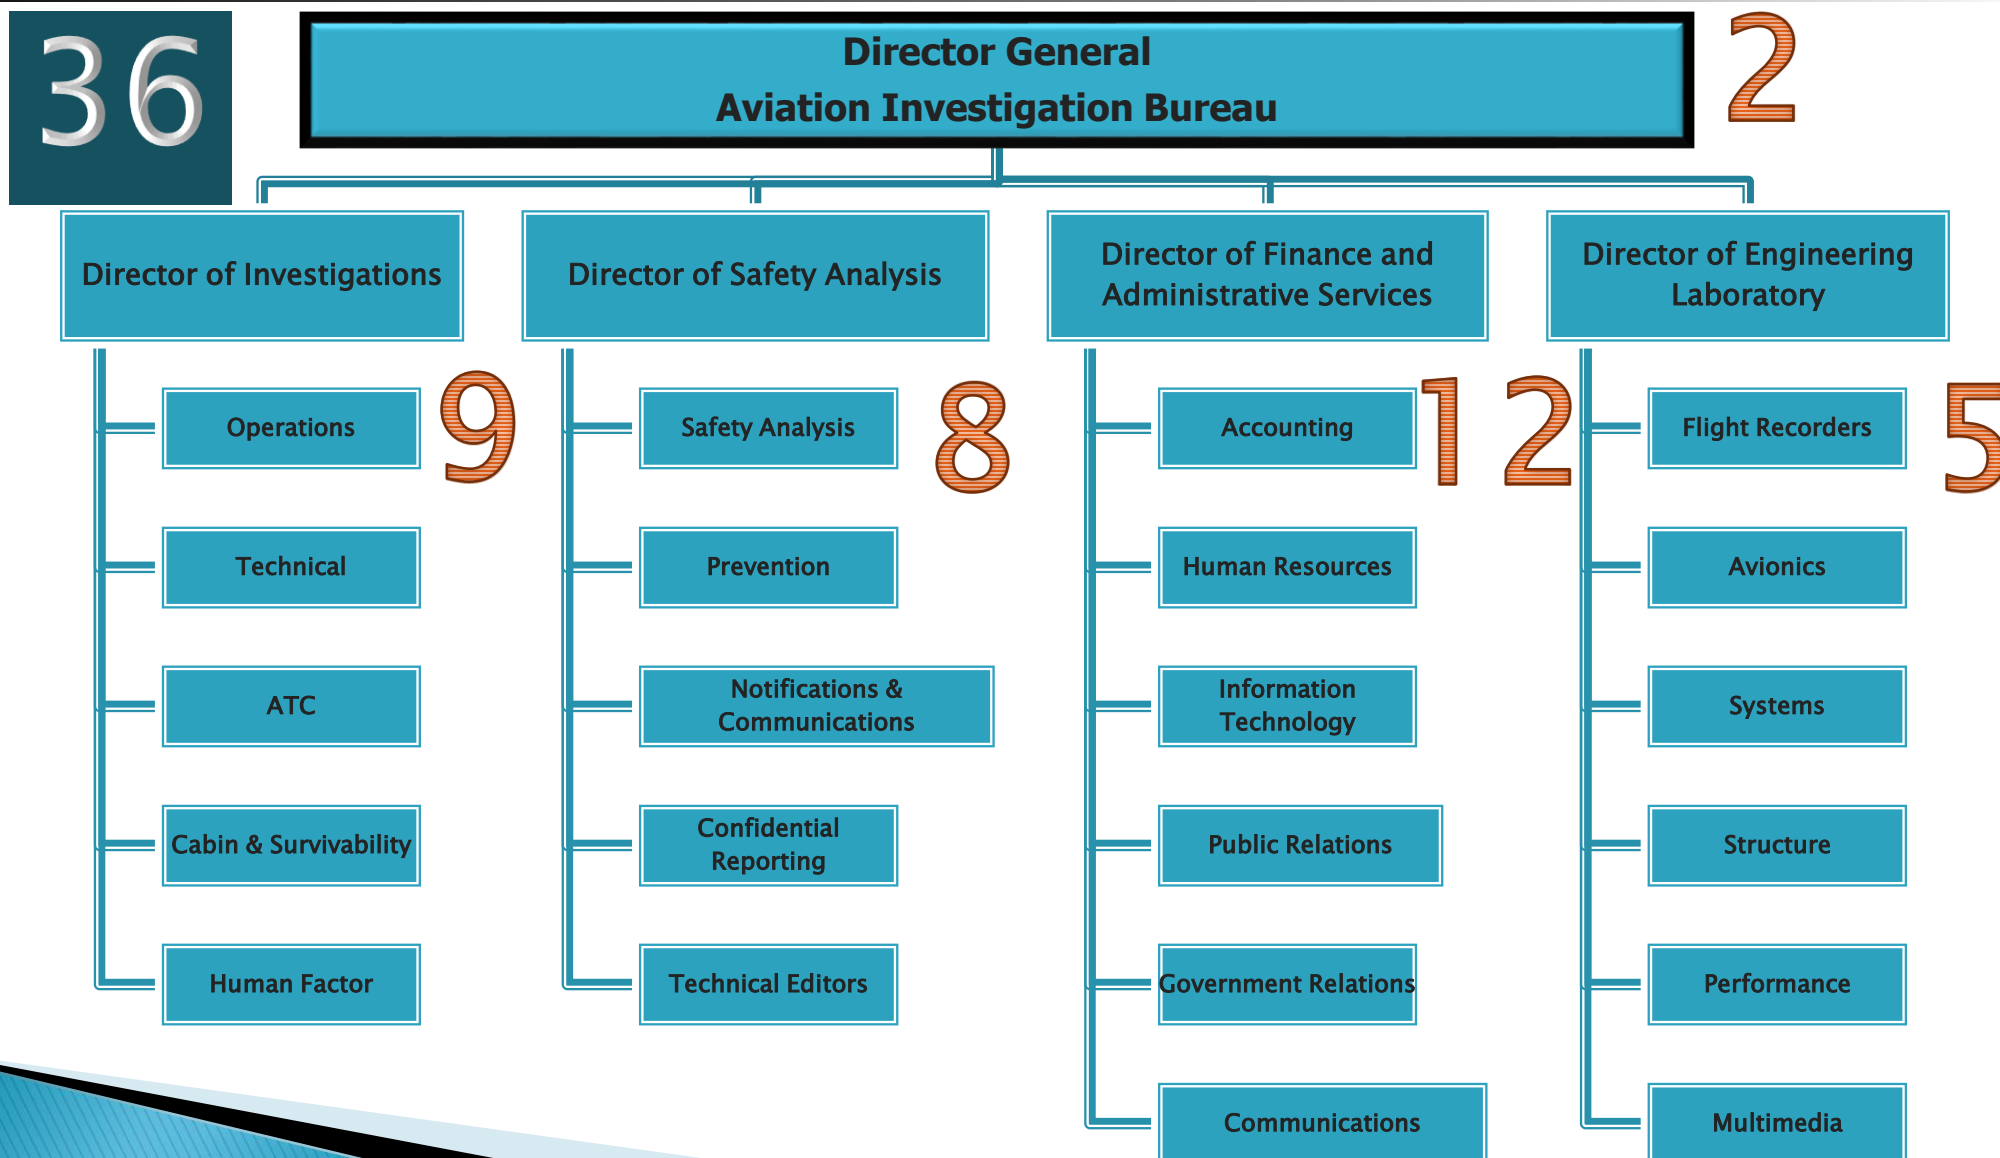 36
Director General
Aviation Investigation Bureau
2
Director of Investigations
Operations
9
Technical
ATC
Cabin & Survivability
Human Factor
Director of Safety Analysis
Safety Analysis
8
Prevention
Notifications &
Communications
Confidential
Reporting
Technical Editors
Director of Finance and
Administrative Services
Accounting
12
Human Resources
Information
Technology
Public Relations
Government Relations
Communications
Director of Engineering
Laboratory
Flight Recorders
5
Avionics
Systems
Structure
Performance
Multimedia